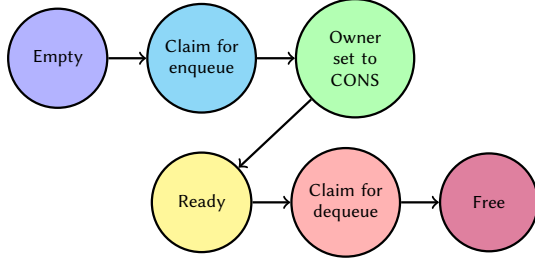 Empty
Claim for
enqueue
Owner
set to
CONS
Ready
Claim for
dequeue
Free